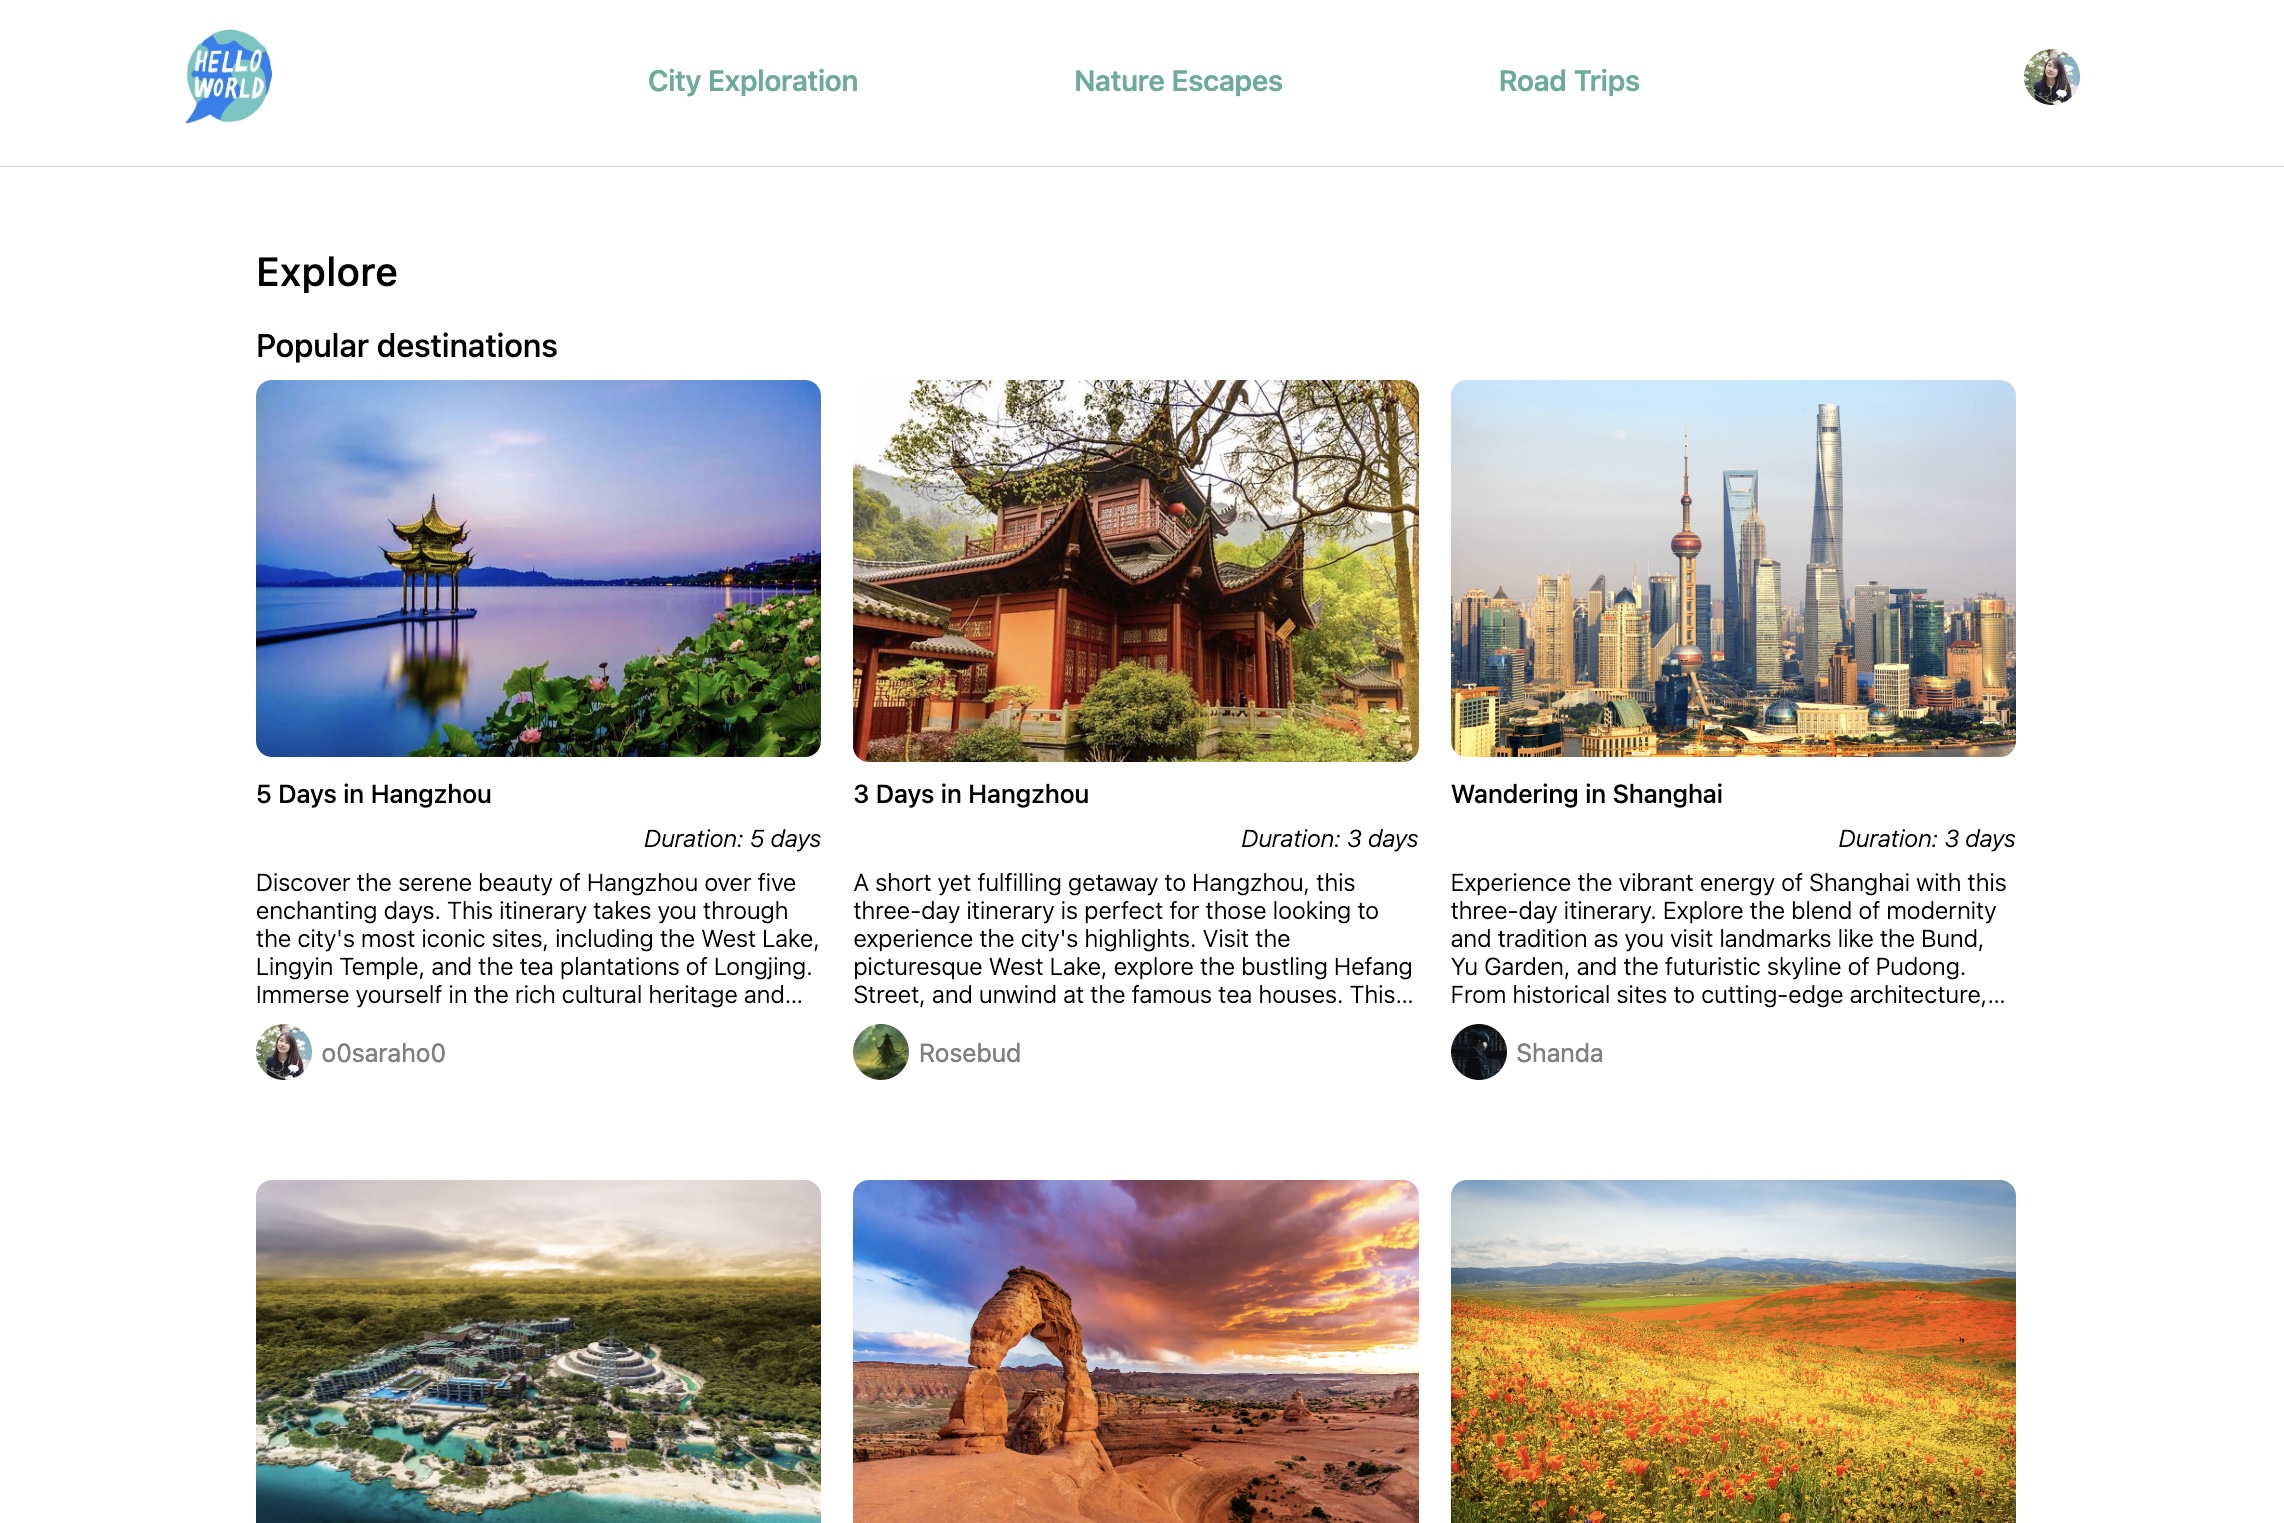 HELLO
WORLD
City Exploration
Nature Escapes
Road Trips
Explore
Popular destinations
5 Days in Hangzhou
Duration: 5 days
Discover the serene beauty of Hangzhou over five
enchanting days. This itinerary takes you through
the city's most iconic sites, including the West Lake,
Lingyin Temple, and the tea plantations of Longjing.
Immerse yourself in the rich cultural heritage and...
o0saraho0
3 Days in Hangzhou
Duration: 3 days
A short yet fulfilling getaway to Hangzhou, this
three-day itinerary is perfect for those looking to
experience the city's highlights. Visit the
picturesque West Lake, explore the bustling Hefang
Street, and unwind at the famous tea houses. This...
Rosebud
Wandering in Shanghai
Duration: 3 days
Experience the vibrant energy of Shanghai with this
three-day itinerary. Explore the blend of modernity
and tradition as you visit landmarks like the Bund,
Yu Garden, and the futuristic skyline of Pudong.
From historical sites to cutting-edge architecture,...
Shanda